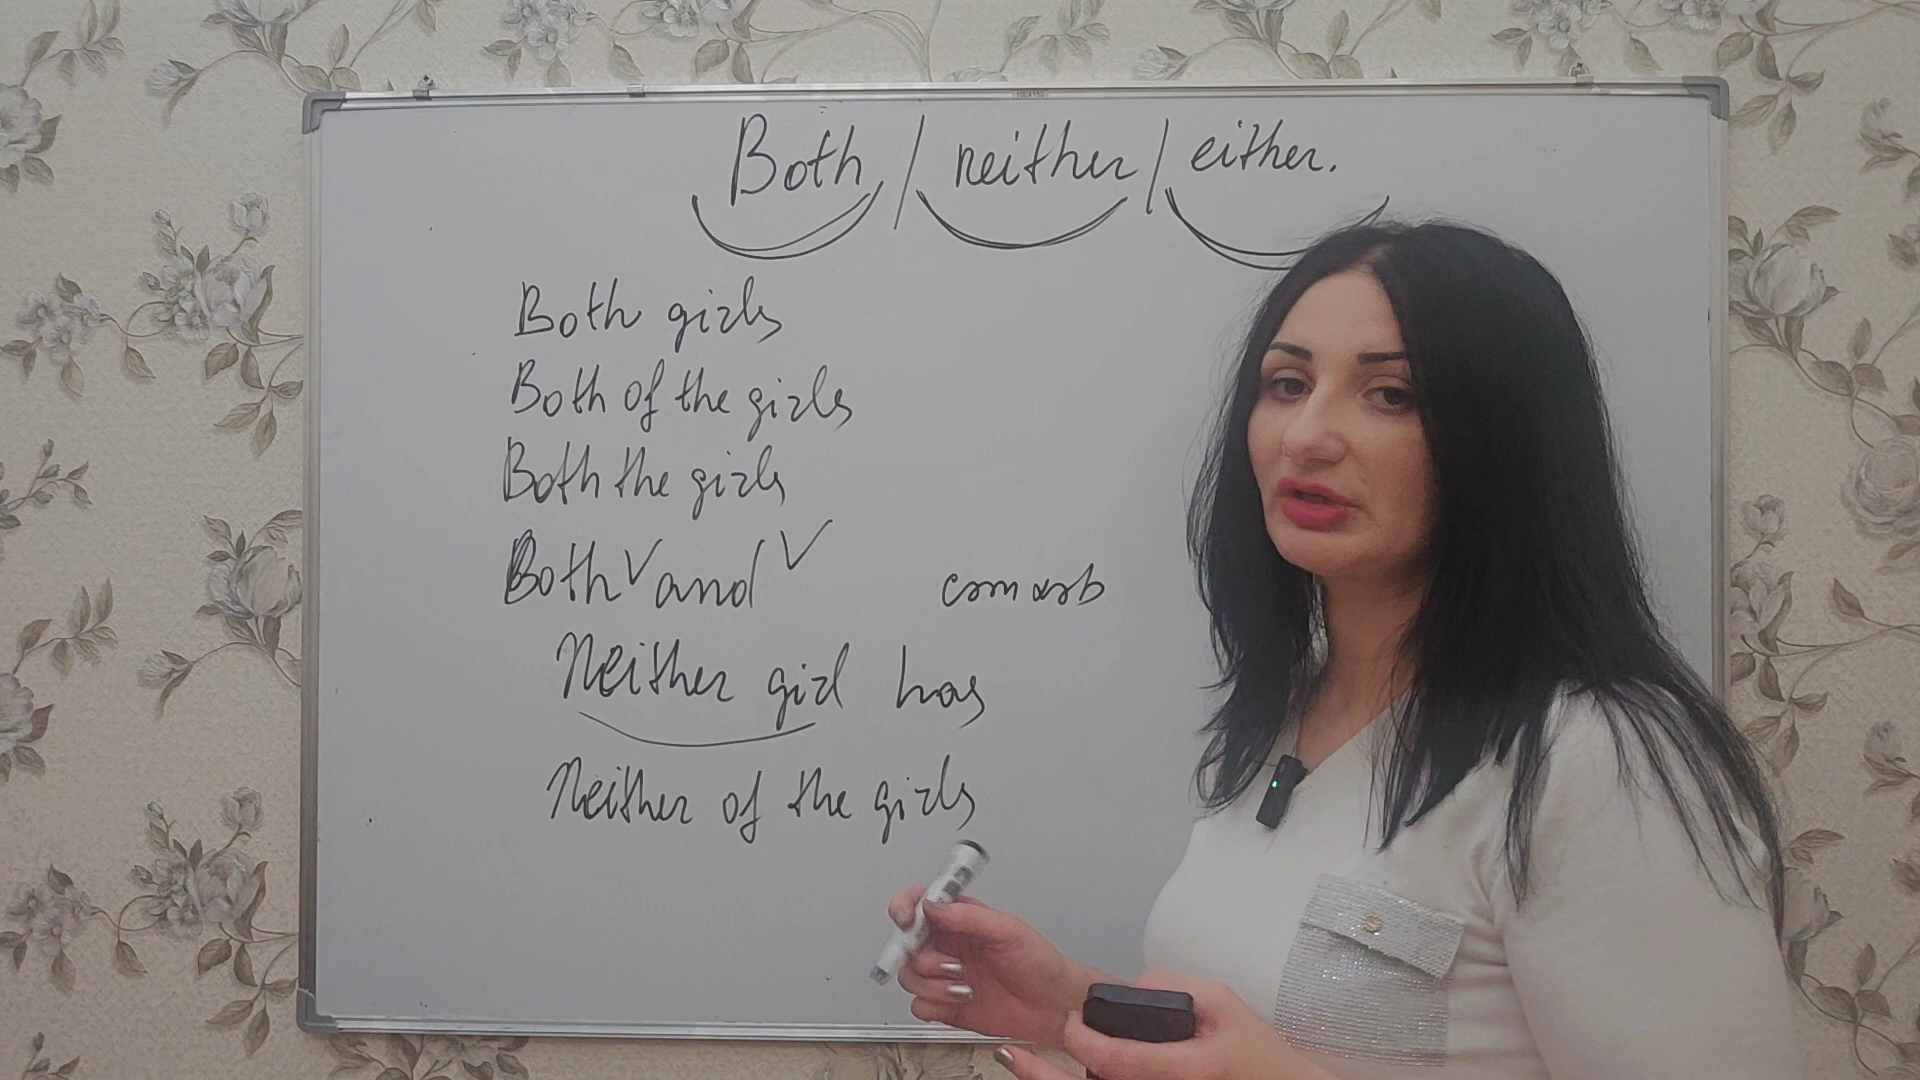 Both / neither / either.
Both girls
Both of the girls
Both the girls
Both V and V
Neither girl has
Neither of the girls